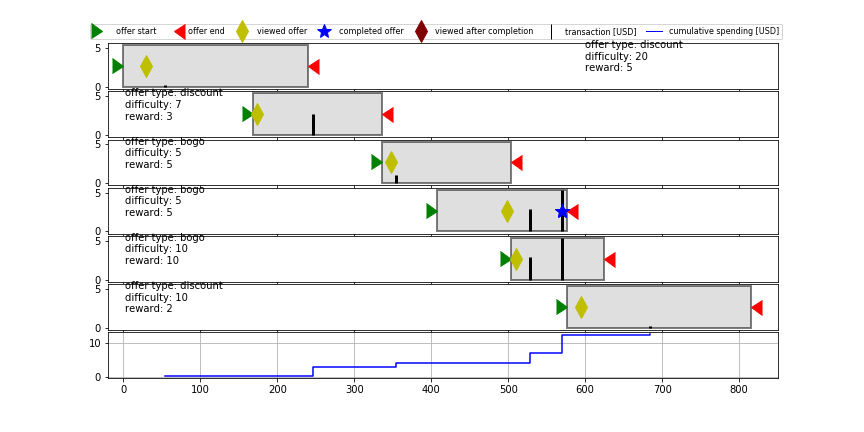 offer start offer end viewed offer completed offer viewed after completion transaction [USD] cumulative spending [USD]
offer type: discount
difficulty: 20
reward: 5
5
0
offer type: discount
difficulty: 7
reward: 3
5
0
offer type: bogo
difficulty: 5
reward: 5
5
0
offer type: bogo
difficulty: 5
reward: 5
5
0
offer type: bogo
difficulty: 10
reward: 10
5
0
offer type: discount
difficulty: 10
reward: 2
5
0
10
0
0 100 200 300 400 500 600 700 800